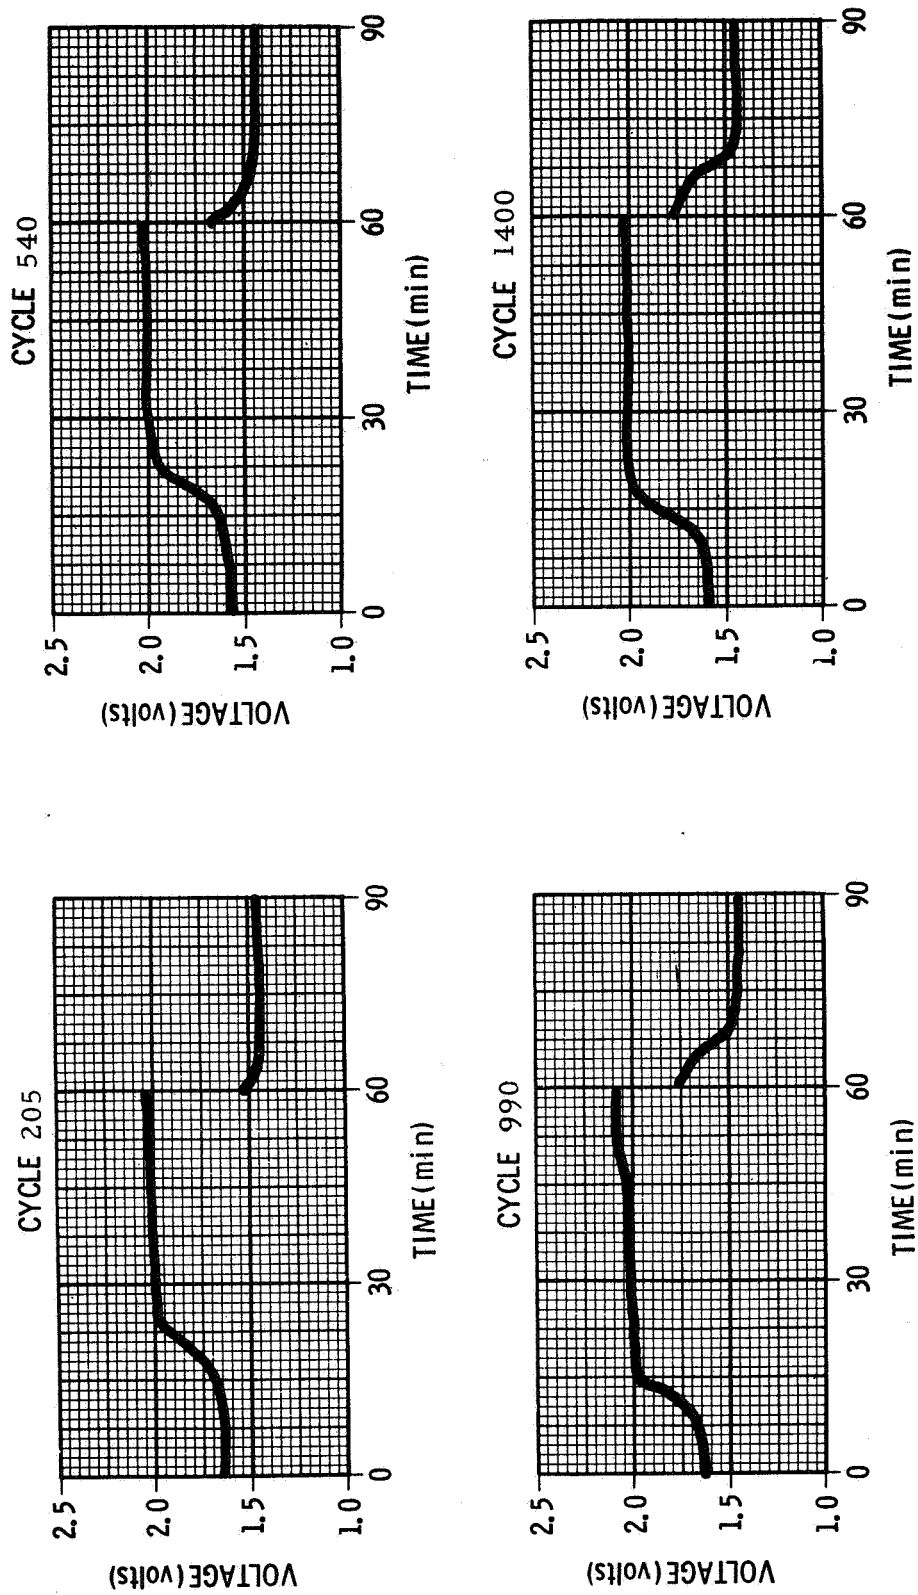 CYCLE 205
VOLTAGE (volts)
2.5
2.0
1.5
1.0
0
30
60
90
TIME (min)
CYCLE 540
VOLTAGE (volts)
2.5
2.0
1.5
1.0
0
30
60
90
TIME (min)
CYCLE 990
VOLTAGE (volts)
2.5
2.0
1.5
1.0
0
30
60
90
TIME (min)
CYCLE 1400
VOLTAGE (volts)
2.5
2.0
1.5
1.0
0
30
60
90
TIME (min)